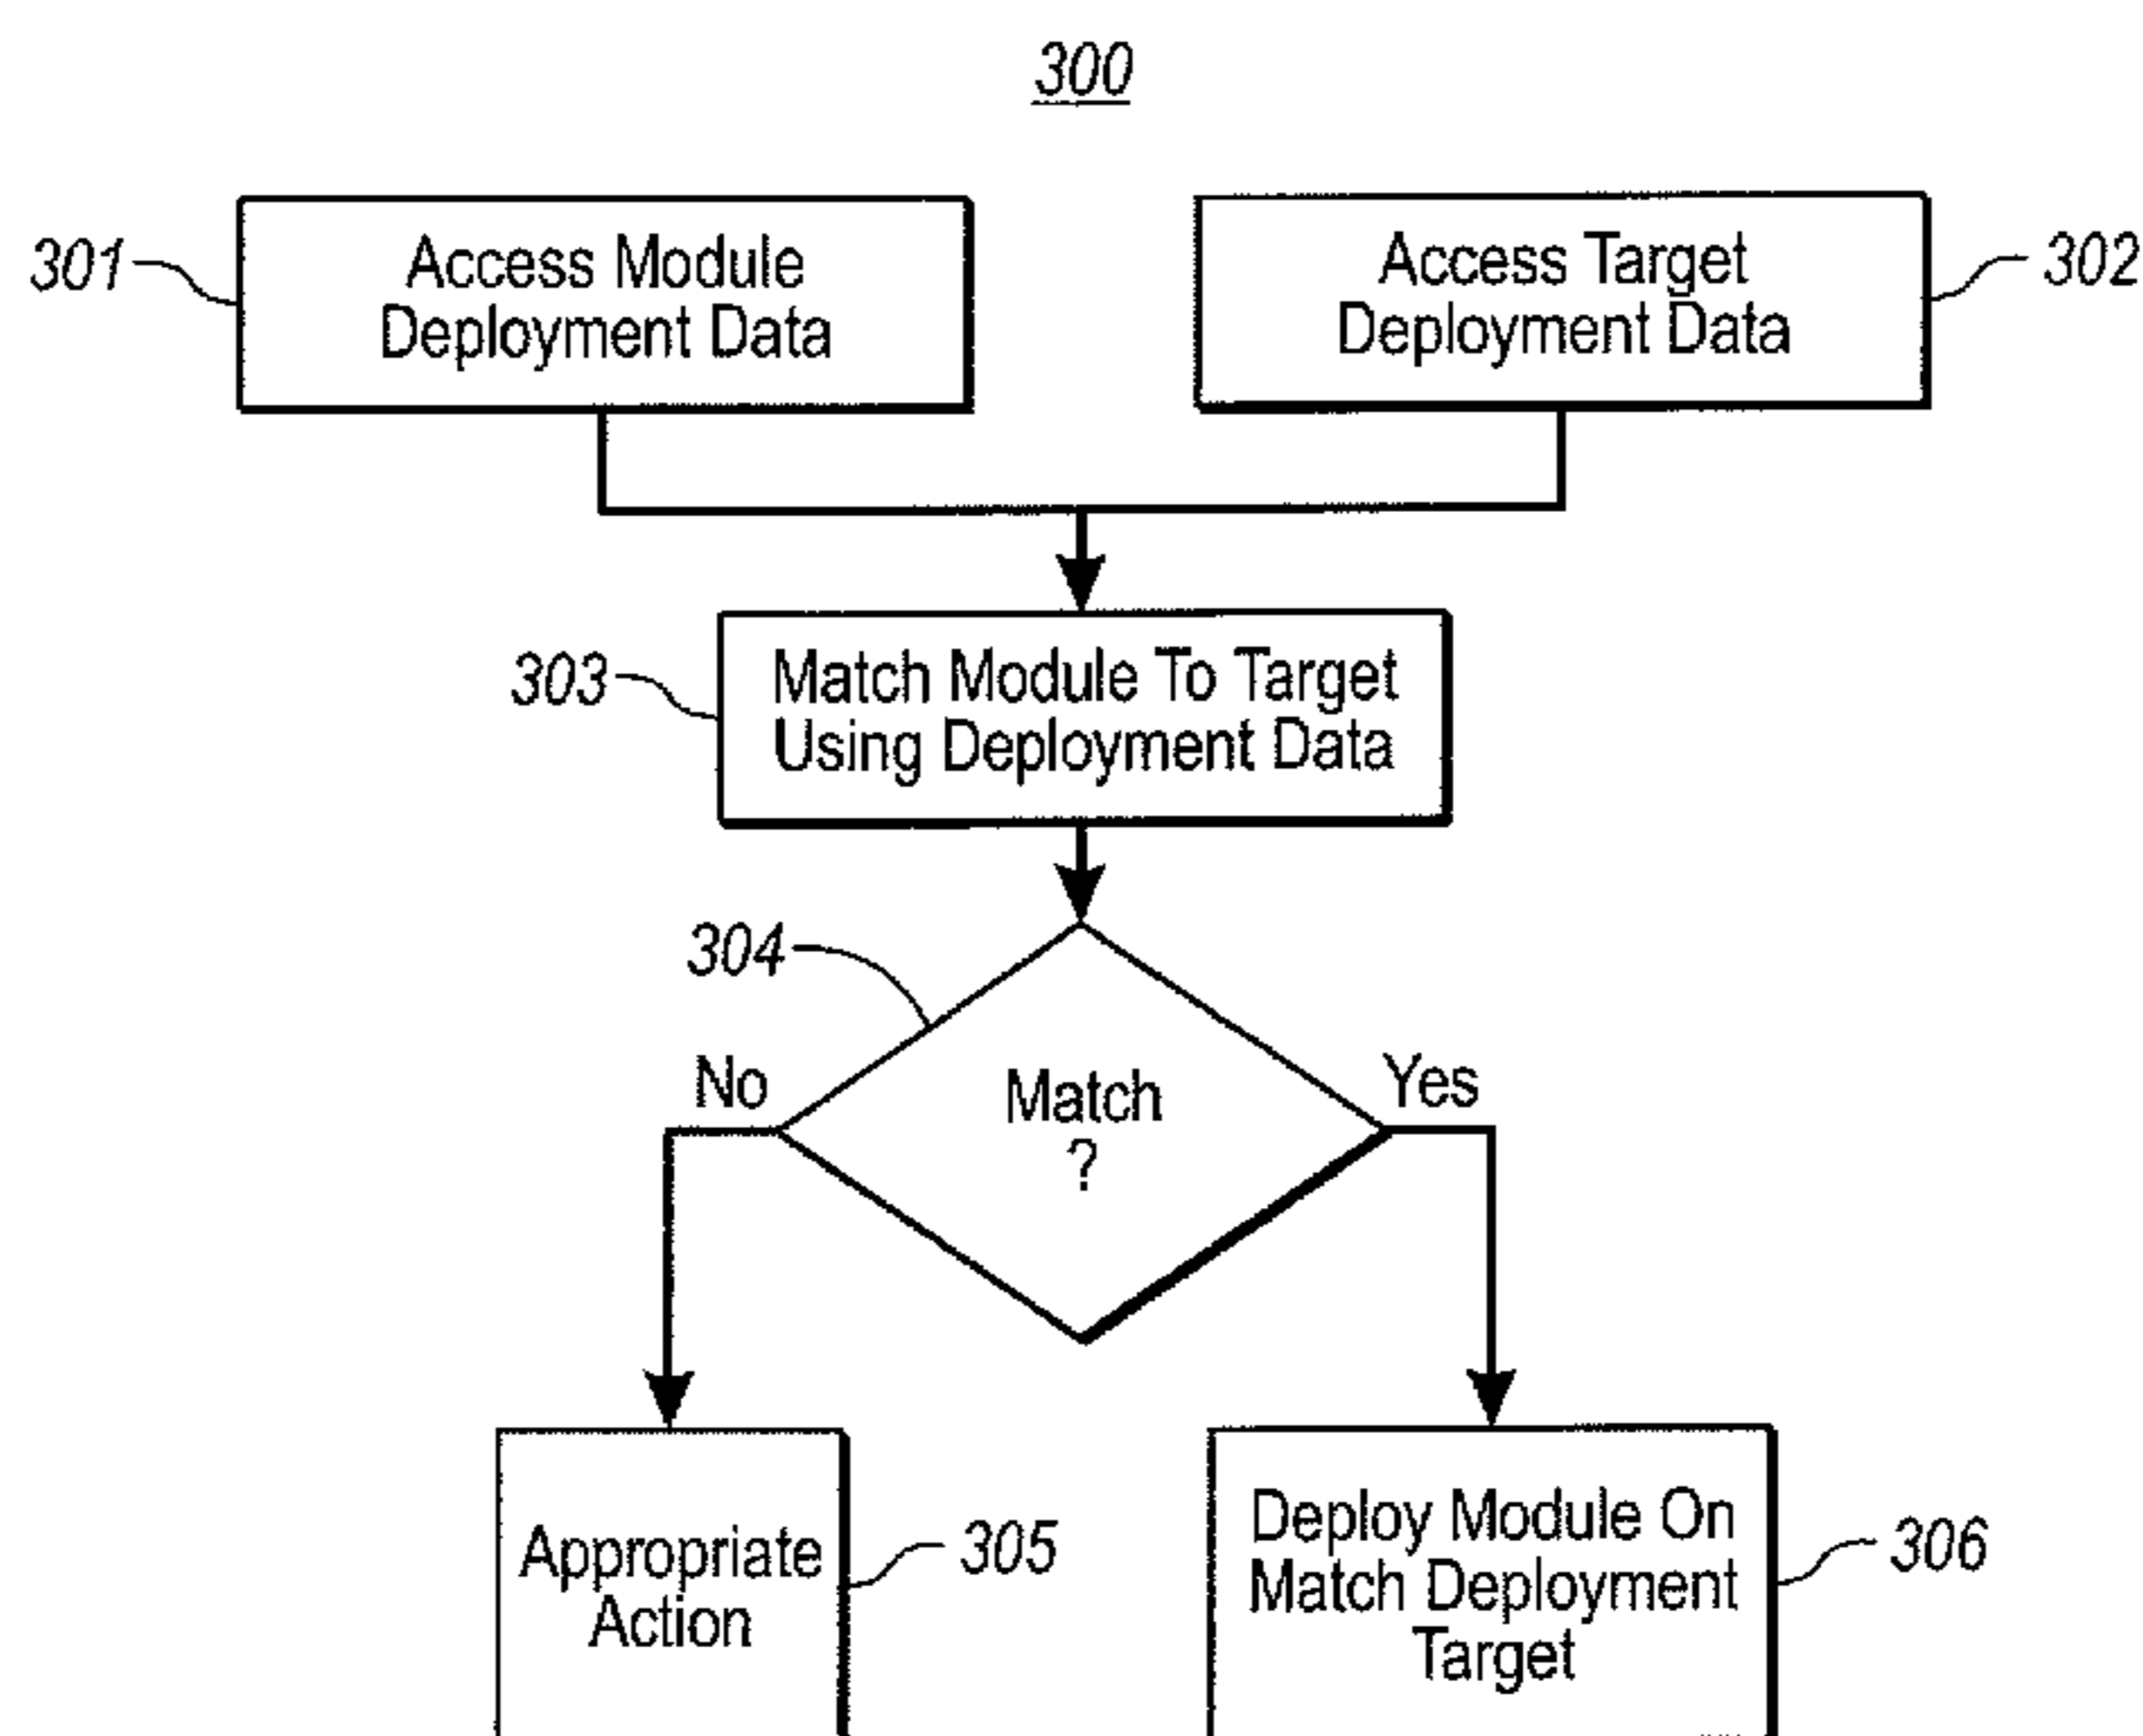 300
301
Access Module
Deployment Data
Access Target
Deployment Data
302
303
Match Module To Target
Using Deployment Data
304
No
Match
?
Yes
Appropriate
Action
305
Deploy Module On
Match Deployment
Target
306